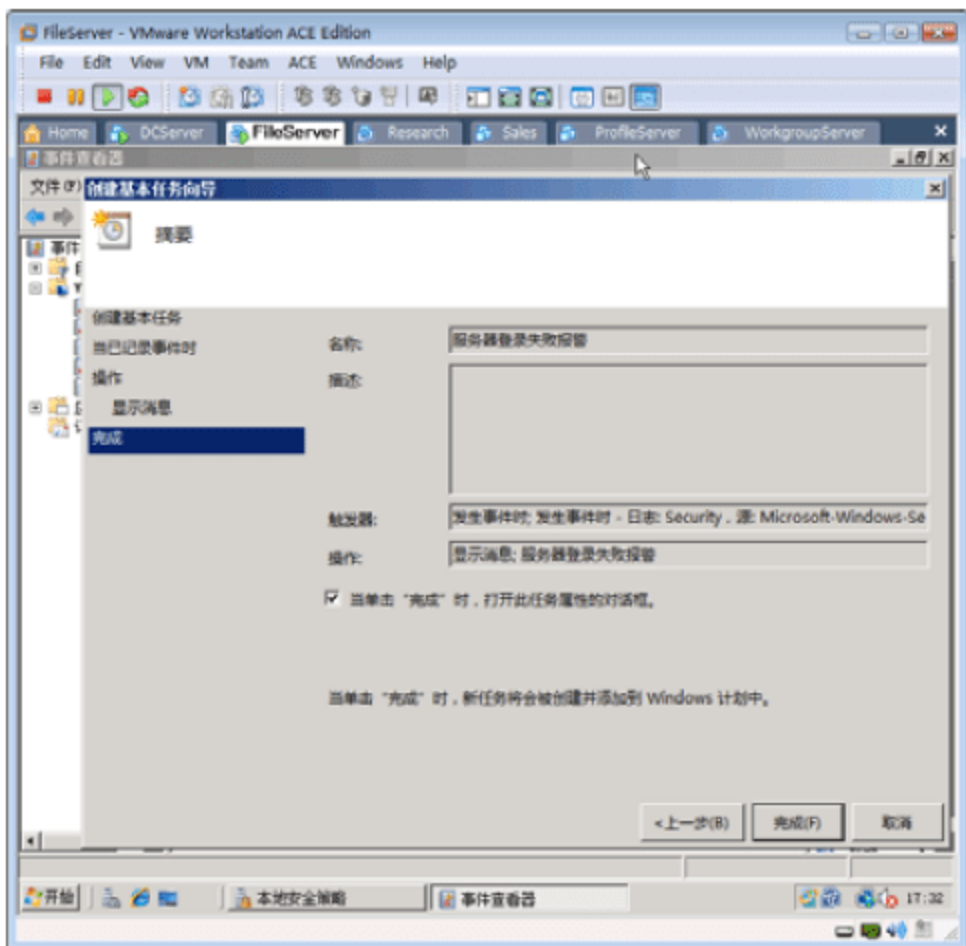 FileServer - VMware Workstation ACE Edition
File Edit View VM Team ACE Windows Help
Home DCServer FileServer Research Sales ProfileServer WorkgroupServer
事件查看器
文件(F) 创建基本任务向导
摘要
事件
创建基本任务
当已记录事件时
操作
显示消息
完成
名称: 服务器登录失败报警
描述:
触发器: 发生事件时; 发生事件时 - 日志: Security , 源: Microsoft-Windows-Se
操作: 显示消息; 服务器登录失败报警
当单击“完成”时，打开此任务属性的对话框。
当单击“完成”时，新任务将会被创建并添加到 Windows 计划中。
<上一步(B) 完成(F) 取消
开始 本地安全策略 事件查看器 17:32